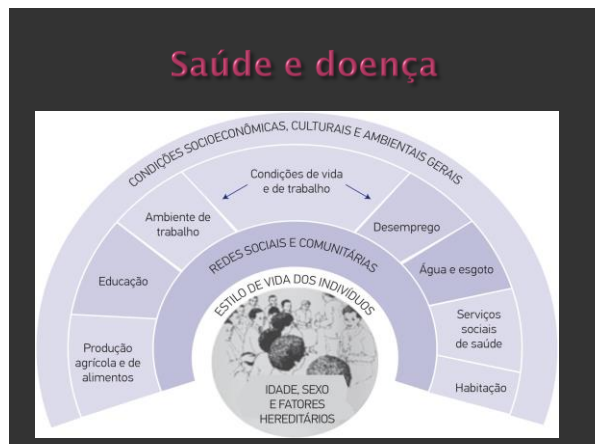 Saúde e doença
CONDIÇÕES SOCIOECONÔMICAS, CULTURAIS E AMBIENTAIS GERAIS
Condições de vida
e de trabalho
Ambiente de
trabalho
Desemprego
REDES SOCIAIS E COMUNITÁRIAS
Educação
Água e esgoto
ESTILO DE VIDA DOS INDIVÍDUOS
Serviços
sociais
de saúde
Produção
agrícola e de
alimentos
Habitação
IDADE, SEXO
E FATORES
HEREDITÁRIOS